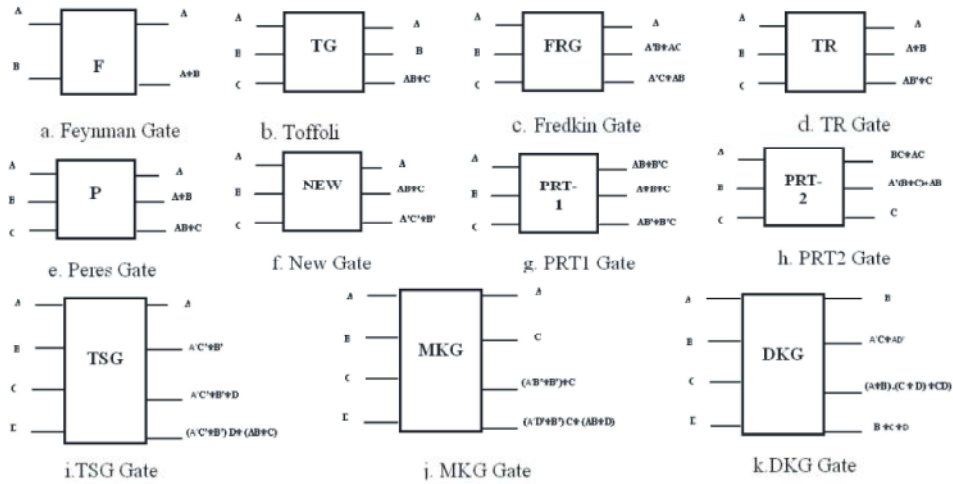 A A
B F A⊕B
a. Feynman Gate
A A
B TG B
C AB⊕C
b. Toffoli
A A
B FRG A'B⊕AC
C A'C⊕AB
c. Fredkin Gate
A A
B TR A⊕B
C AB'⊕C
d. TR Gate
A A
B P A⊕B
C AB⊕C
e. Peres Gate
A A
B NEW AB⊕C
C A'C'⊕B'
f. New Gate
A AB⊕B'C
B PRT-1 A⊕B⊕C
C AB'⊕B'C
g. PRT1 Gate
A BC⊕AC
B PRT-2 A'(B⊕C)+AB
C C
h. PRT2 Gate
A A
B TSG A'C'⊕B'
C A'C'⊕B'⊕D
(A'C'⊕B')D⊕(AB⊕C)
i.TSG Gate
A A
B MKG C
C (A'B'⊕B')⊕C
(A'D'⊕B')C⊕(AB⊕D)
j. MKG Gate
A B
B DKG A'C⊕AD'
C (A⊕B).(C⊕D)⊕CD)
B⊕C⊕D
k.DKG Gate